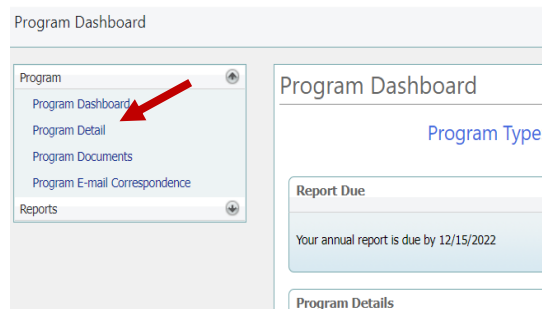 Program Dashboard
Program
Program Dashboard
Program Detail
Program Documents
Program E-mail Correspondence
Reports
Program Dashboard
Program Type
Report Due
Your annual report is due by 12/15/2022
Program Details